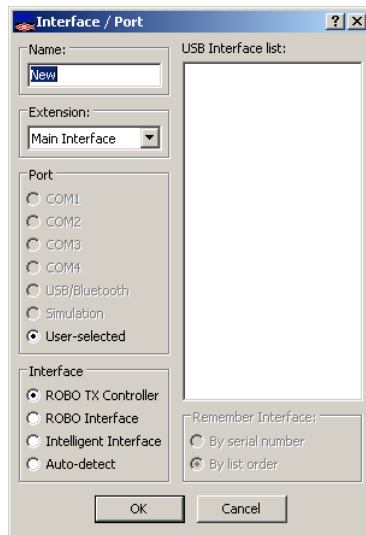 Interface / Port
Name:
New
Extension:
Main Interface
Port
COM1
COM2
COM3
COM4
USB/Bluetooth
Simulation
User-selected
Interface
ROBO TX Controller
ROBO Interface
Intelligent Interface
Auto-detect
USB Interface list:
Remember Interface:
By serial number
By list order
OK
Cancel